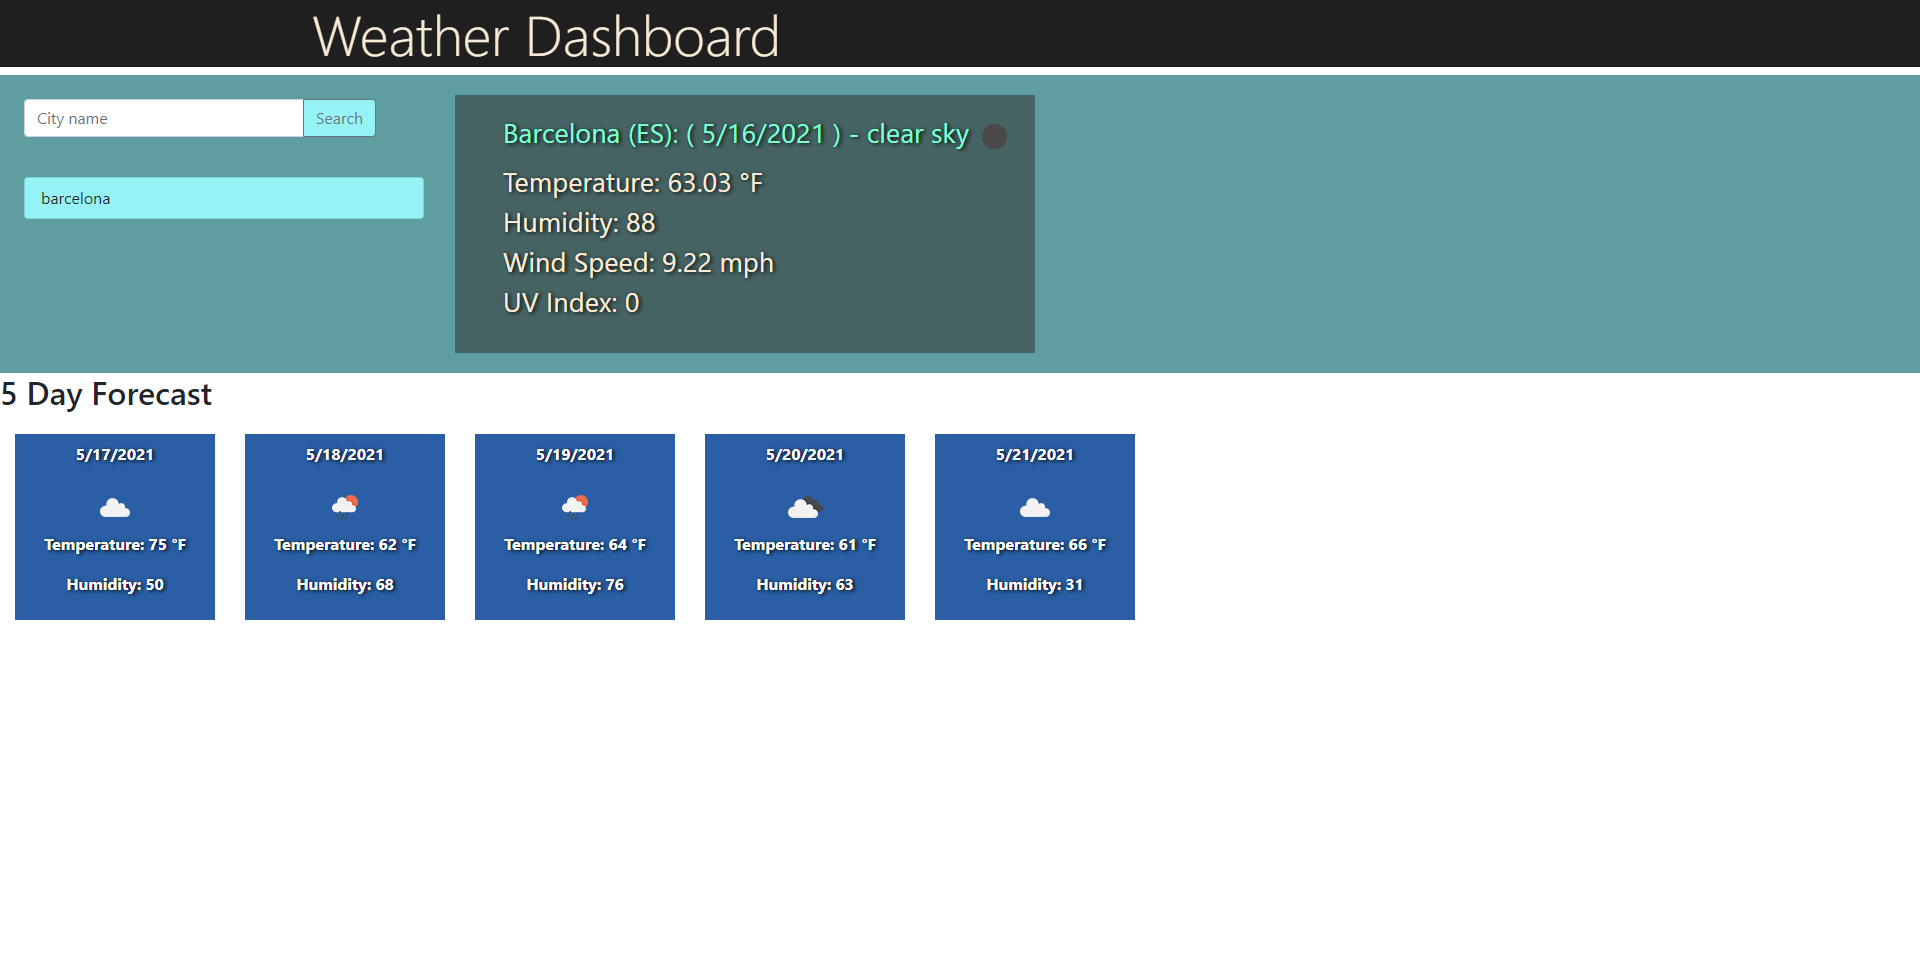 Weather Dashboard
City name
Search
barcelona
Barcelona (ES): ( 5/16/2021 ) - clear sky
Temperature: 63.03 °F
Humidity: 88
Wind Speed: 9.22 mph
UV Index: 0
5 Day Forecast
5/17/2021
Temperature: 75 °F
Humidity: 50
5/18/2021
Temperature: 62 °F
Humidity: 68
5/19/2021
Temperature: 64 °F
Humidity: 76
5/20/2021
Temperature: 61 °F
Humidity: 63
5/21/2021
Temperature: 66 °F
Humidity: 31